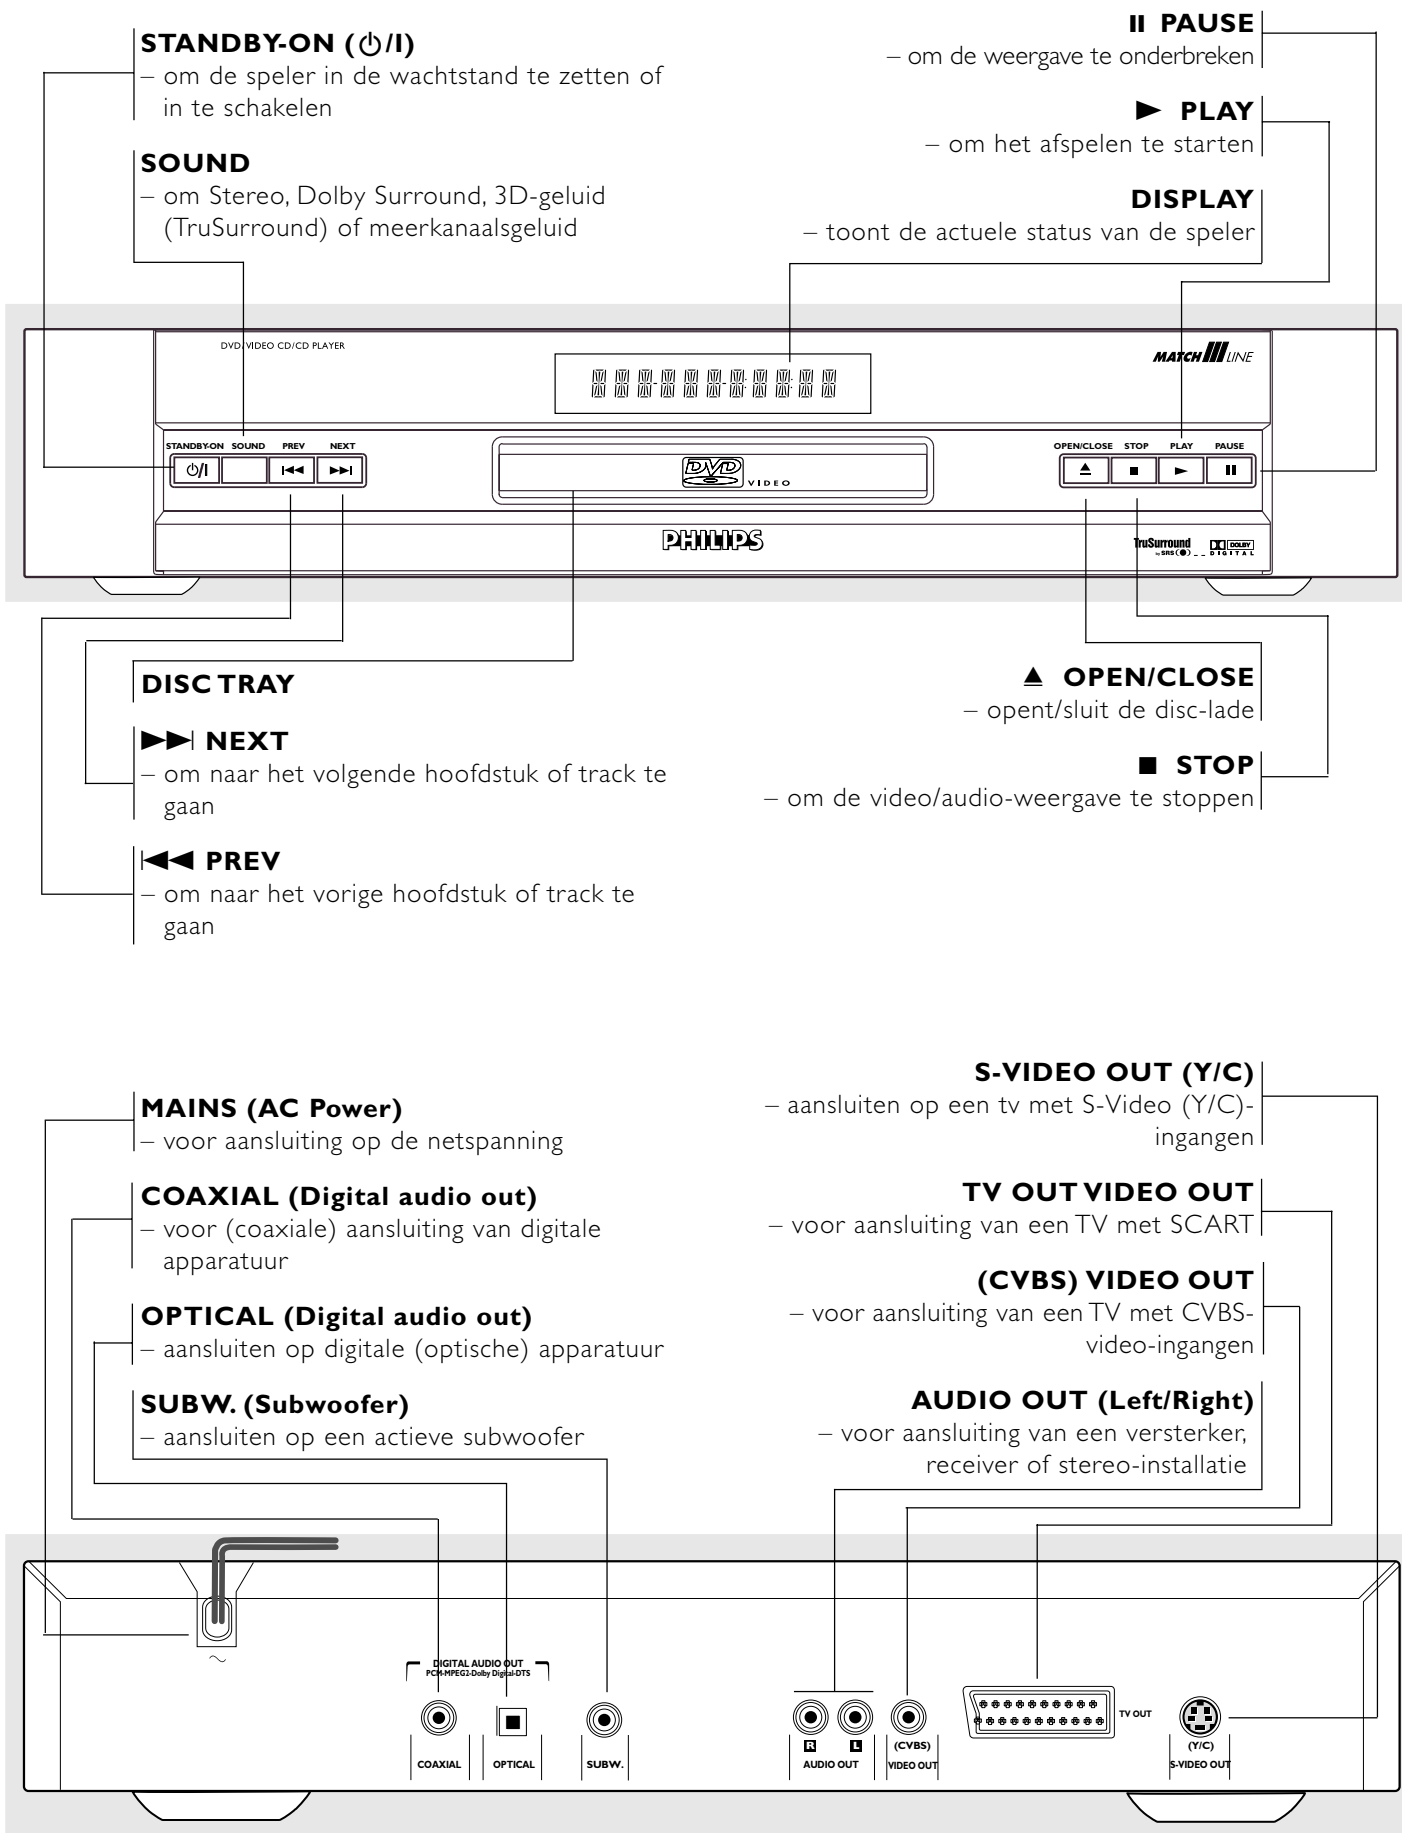 STANDBY-ON (⏻/I)
– om de speler in de wachtstand te zetten of
in te schakelen
SOUND
– om Stereo, Dolby Surround, 3D-geluid
(TruSurround) of meerkanaalsgeluid
II PAUSE
– om de weergave te onderbreken
► PLAY
– om het afspelen te starten
DISPLAY
– toont de actuele status van de speler
DVD/VIDEO CD/CD PLAYER
MATCH LINE
STANDBY-ON SOUND PREV NEXT
⏻/I
DVD
VIDEO
OPEN/CLOSE STOP PLAY PAUSE
PHILIPS
TruSurround
by SRS
DOLBY
DIGITAL
DISC TRAY
►►| NEXT
– om naar het volgende hoofdstuk of track te
gaan
|◄◄ PREV
– om naar het vorige hoofdstuk of track te
gaan
▲ OPEN/CLOSE
– opent/sluit de disc-lade
■ STOP
– om de video/audio-weergave te stoppen
MAINS (AC Power)
– voor aansluiting op de netspanning
COAXIAL (Digital audio out)
– voor (coaxiale) aansluiting van digitale
apparatuur
OPTICAL (Digital audio out)
– aansluiten op digitale (optische) apparatuur
SUBW. (Subwoofer)
– aansluiten op een actieve subwoofer
S-VIDEO OUT (Y/C)
– aansluiten op een tv met S-Video (Y/C)-
ingangen
TV OUT VIDEO OUT
– voor aansluiting van een TV met SCART
(CVBS) VIDEO OUT
– voor aansluiting van een TV met CVBS-
video-ingangen
AUDIO OUT (Left/Right)
– voor aansluiting van een versterker,
receiver of stereo-installatie
∼
DIGITAL AUDIO OUT
PCM-MPEG2-Dolby Digital-DTS
COAXIAL
OPTICAL
SUBW.
R L
AUDIO OUT
(CVBS)
VIDEO OUT
TV OUT
(Y/C)
S-VIDEO OUT